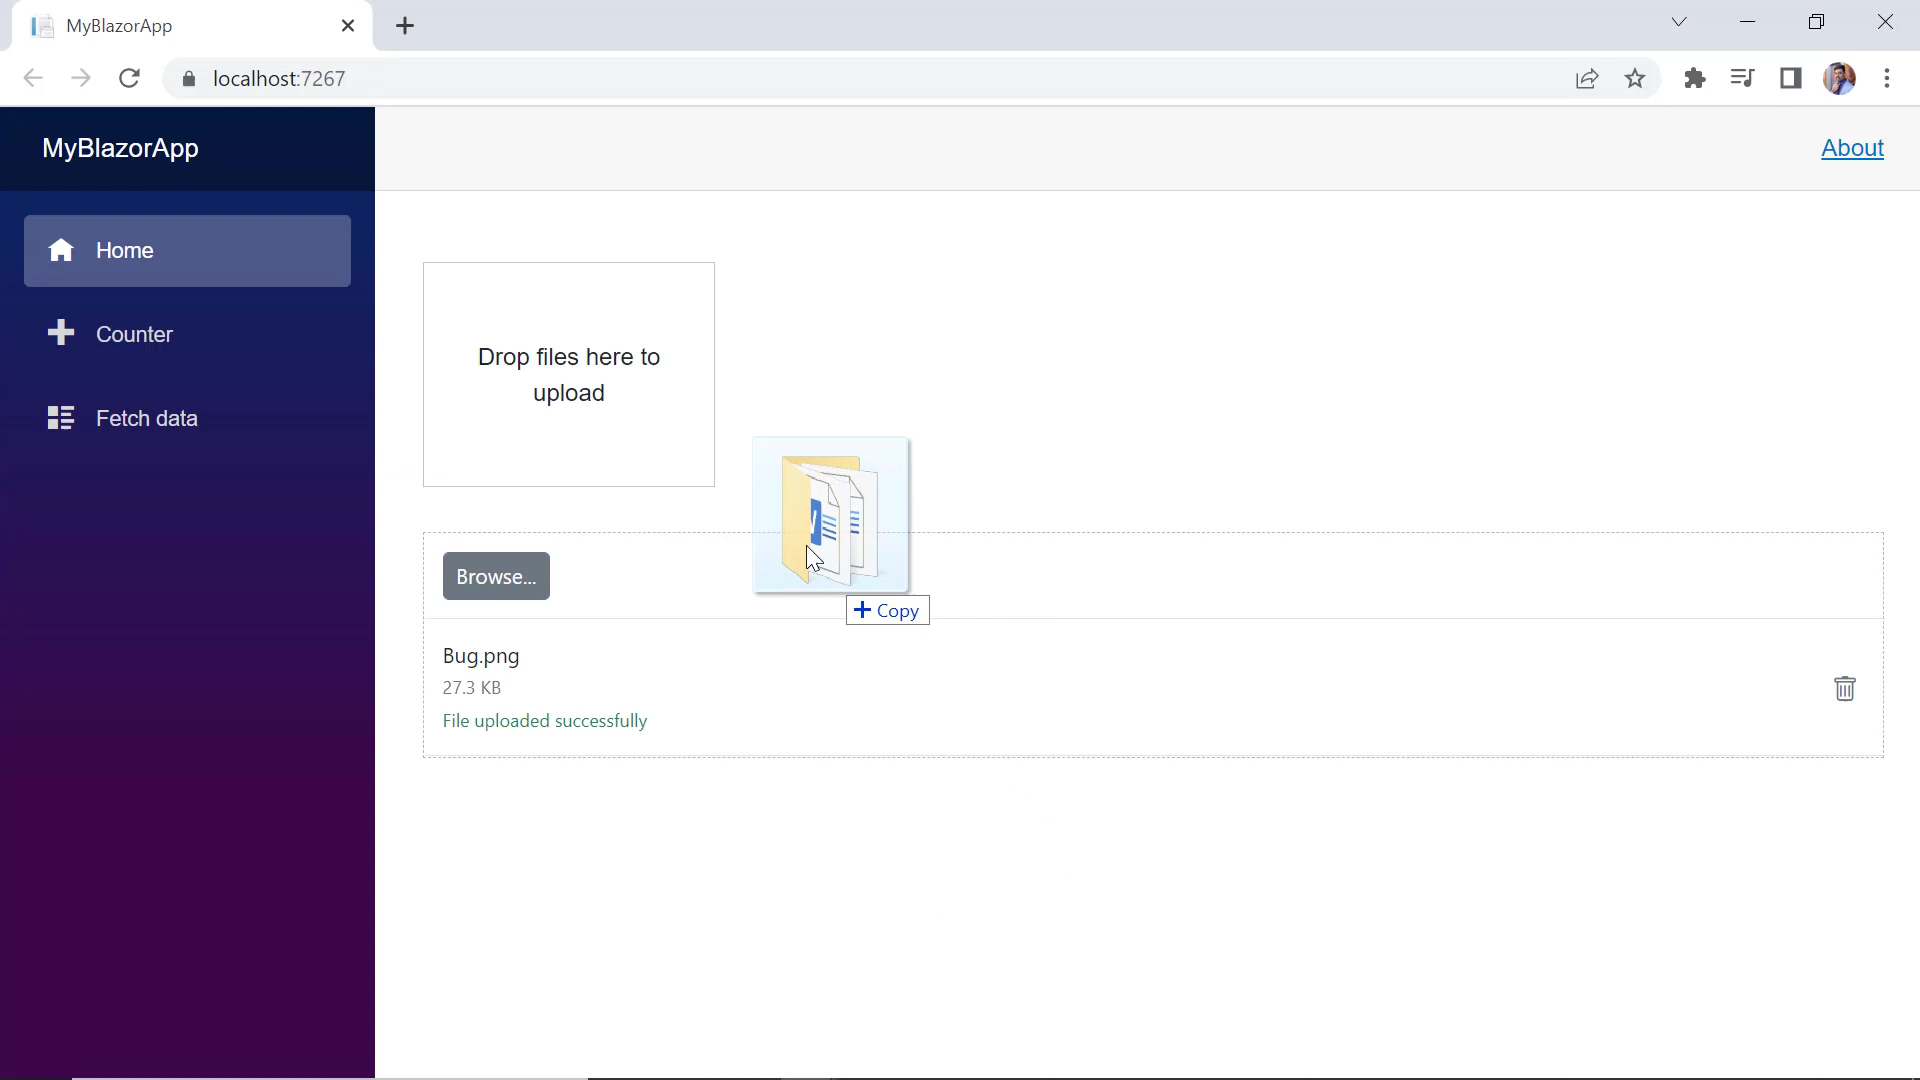 MyBlazorApp
localhost:7267
MyBlazorApp
About
Home
Counter
Fetch data
Drop files here to
upload
Browse...
Copy
Bug.png
27.3 KB
File uploaded successfully